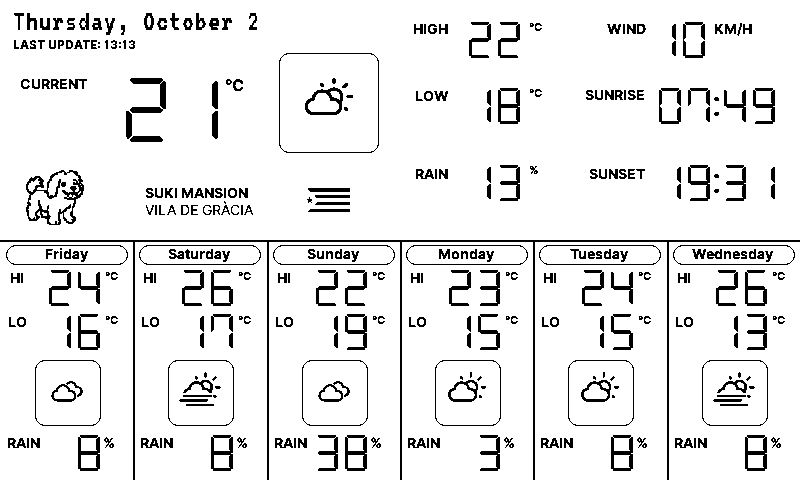 Thursday, October 2
LAST UPDATE: 13:13
CURRENT 21 °C
HIGH 22 °C
WIND 10 KM/H
LOW 18 °C
SUNRISE 07:49
RAIN 13 %
SUNSET 19:31
SUKI MANSION
VILA DE GRÀCIA
Friday
HI 24 °C
LO 16 °C
RAIN 8 %
Saturday
HI 26 °C
LO 17 °C
RAIN 8 %
Sunday
HI 22 °C
LO 19 °C
RAIN 38 %
Monday
HI 23 °C
LO 15 °C
RAIN 3 %
Tuesday
HI 24 °C
LO 15 °C
RAIN 8 %
Wednesday
HI 26 °C
LO 13 °C
RAIN 8 %